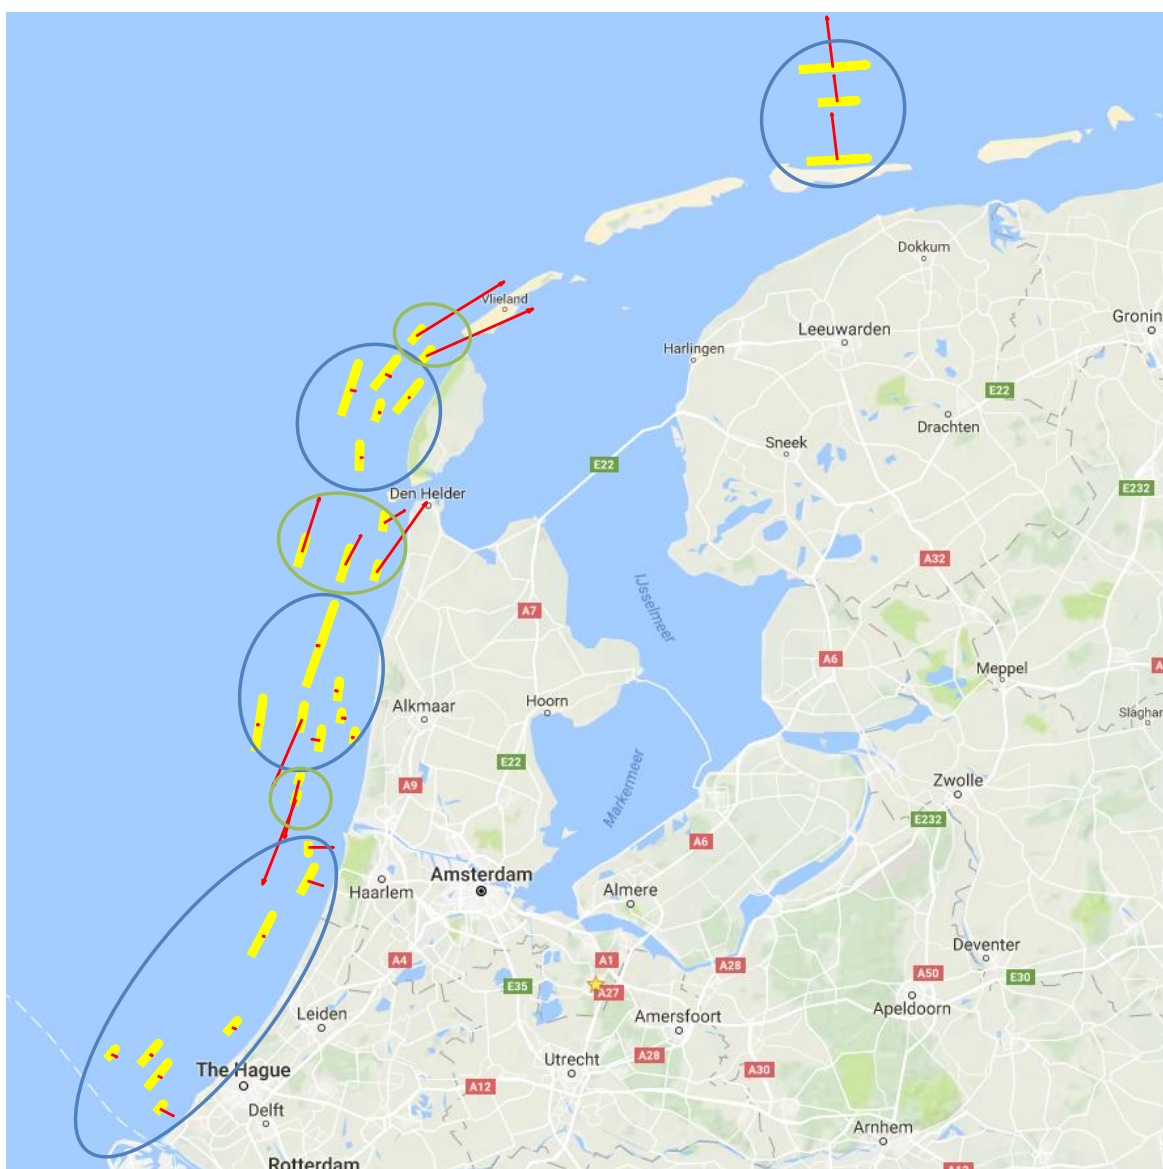 Dokkum
Vlieland
Leeuwarden
Gronin
Harlingen
E22
Drachten
Sneek
E22
E232
Den Helder
A32
IJsselmeer
A7
A6
Meppel
Hoorn
Alkmaar
Slaghar
E22
Markermeer
A9
Zwolle
E232
A6
Amsterdam
Haarlem
Almere
Deventer
A4
A1
A28
A50
E30
E35
A27
Apeldoorn
Leiden
Amersfoort
Utrecht
A28
The Hague
A30
A12
Delft
Arnhem
Rotterdam